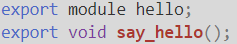 export module hello;
export void say_hello();